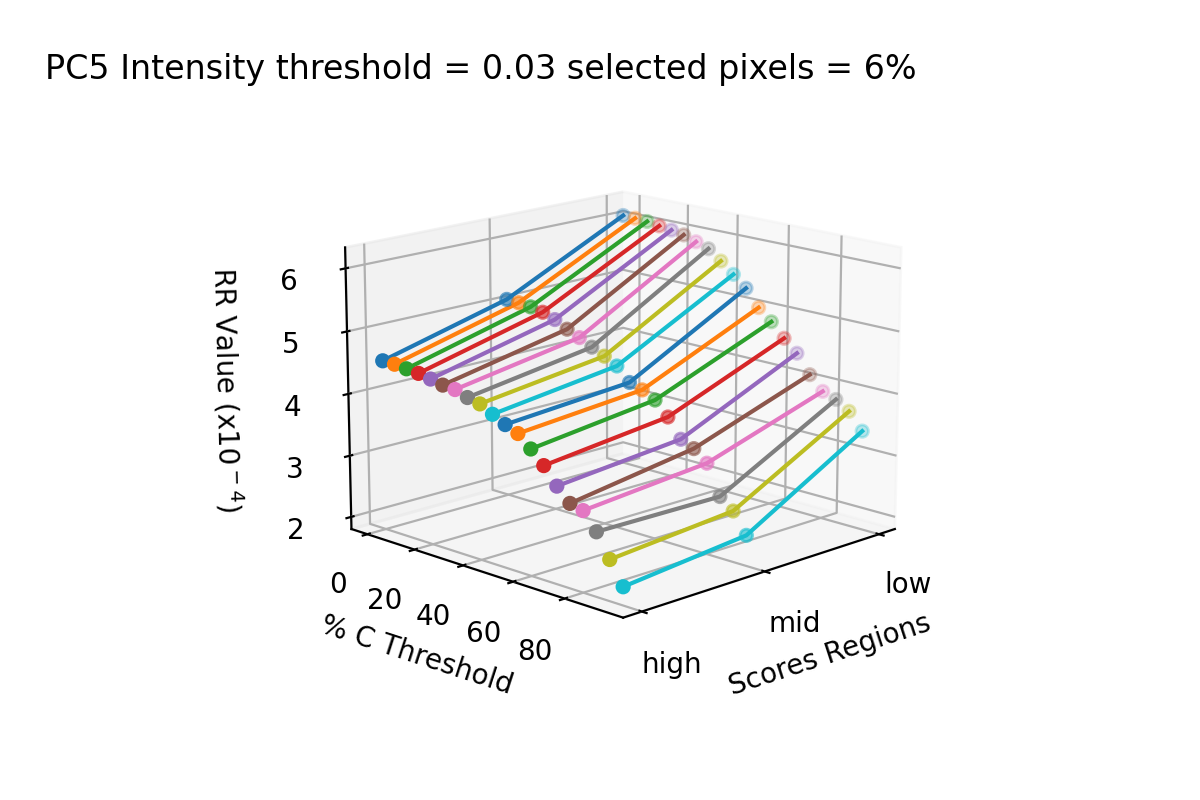 PC5 Intensity threshold = 0.03 selected pixels = 6%
RR Value (x10⁻⁴)
6
5
4
3
2
0
20
40
60
80
% C Threshold
high
mid
low
Scores Regions